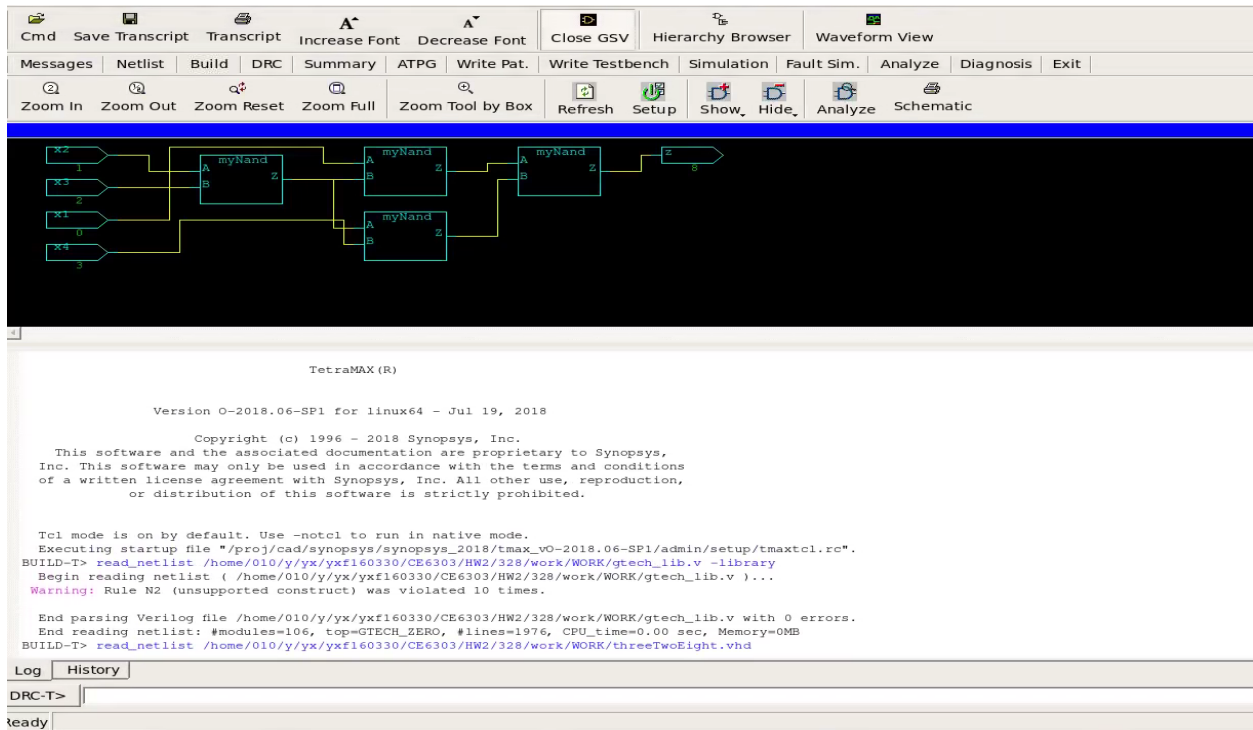 Cmd Save Transcript Transcript Increase Font Decrease Font Close GSV Hierarchy Browser Waveform View
Messages Netlist Build DRC Summary ATPG Write Pat. Write Testbench Simulation Fault Sim. Analyze Diagnosis Exit
Zoom In Zoom Out Zoom Reset Zoom Full Zoom Tool by Box Refresh Setup Show Hide Analyze Schematic
x2 myNand myNand myNand z
1 A Z A Z A Z 8
x3 B B B
2
x1 myNand
0 A Z
x4 B
3
TetraMAX(R)
Version O-2018.06-SP1 for linux64 - Jul 19, 2018
Copyright (c) 1996 - 2018 Synopsys, Inc.
This software and the associated documentation are proprietary to Synopsys,
Inc. This software may only be used in accordance with the terms and conditions
of a written license agreement with Synopsys, Inc. All other use, reproduction,
or distribution of this software is strictly prohibited.
Tcl mode is on by default. Use -notcl to run in native mode.
Executing startup file "/proj/cad/synopsys/synopsys_2018/tmax_vO-2018.06-SP1/admin/setup/tmaxtcl.rc".
BUILD-T> read_netlist /home/010/y/yx/yxf160330/CE6303/HW2/328/work/WORK/gtech_lib.v -library
Begin reading netlist ( /home/010/y/yx/yxf160330/CE6303/HW2/328/work/WORK/gtech_lib.v )...
Warning: Rule N2 (unsupported construct) was violated 10 times.
End parsing Verilog file /home/010/y/yx/yxf160330/CE6303/HW2/328/work/WORK/gtech_lib.v with 0 errors.
End reading netlist: #modules=106, top=GTECH_ZERO, #lines=1976, CPU_time=0.00 sec, Memory=0MB
BUILD-T> read_netlist /home/010/y/yx/yxf160330/CE6303/HW2/328/work/WORK/threeTwoEight.vhd
Log History
DRC-T>
Ready